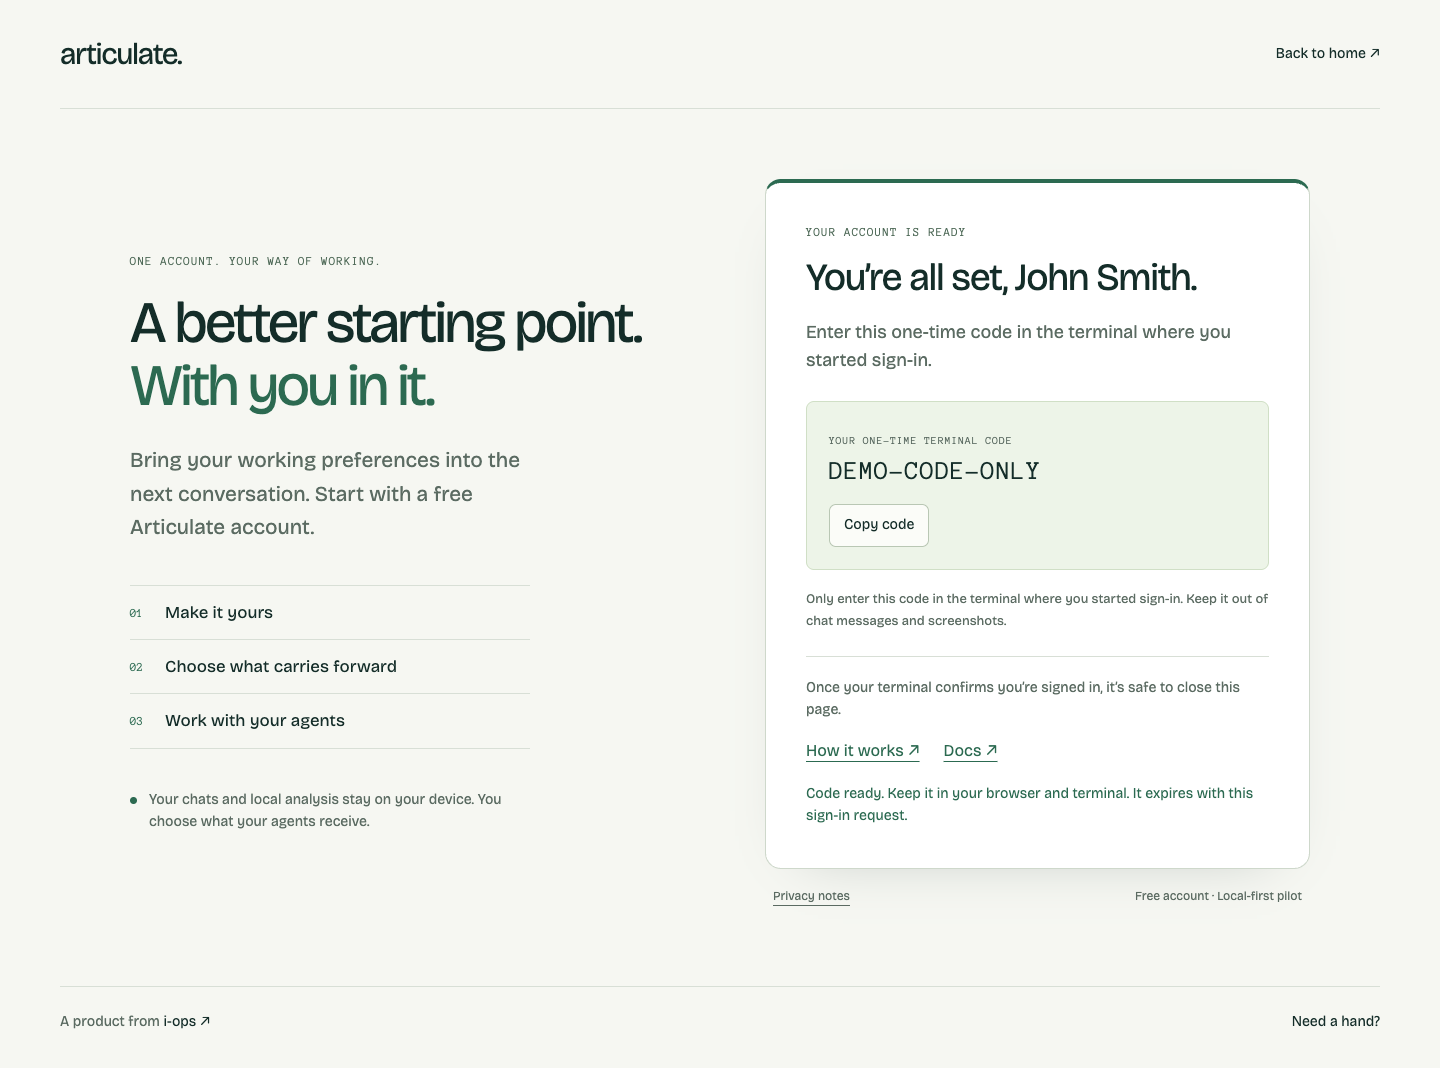 articulate.
Back to home ↗
ONE ACCOUNT. YOUR WAY OF WORKING.
A better starting point.
With you in it.
Bring your working preferences into the
next conversation. Start with a free
Articulate account.
01 Make it yours
02 Choose what carries forward
03 Work with your agents
Your chats and local analysis stay on your device. You
choose what your agents receive.
YOUR ACCOUNT IS READY
You’re all set, John Smith.
Enter this one-time code in the terminal where you
started sign-in.
YOUR ONE-TIME TERMINAL CODE
DEMO-CODE-ONLY
Copy code
Only enter this code in the terminal where you started sign-in. Keep it out of
chat messages and screenshots.
Once your terminal confirms you’re signed in, it’s safe to close this
page.
How it works ↗ Docs ↗
Code ready. Keep it in your browser and terminal. It expires with this
sign-in request.
Privacy notes
Free account · Local-first pilot
A product from i-ops ↗
Need a hand?